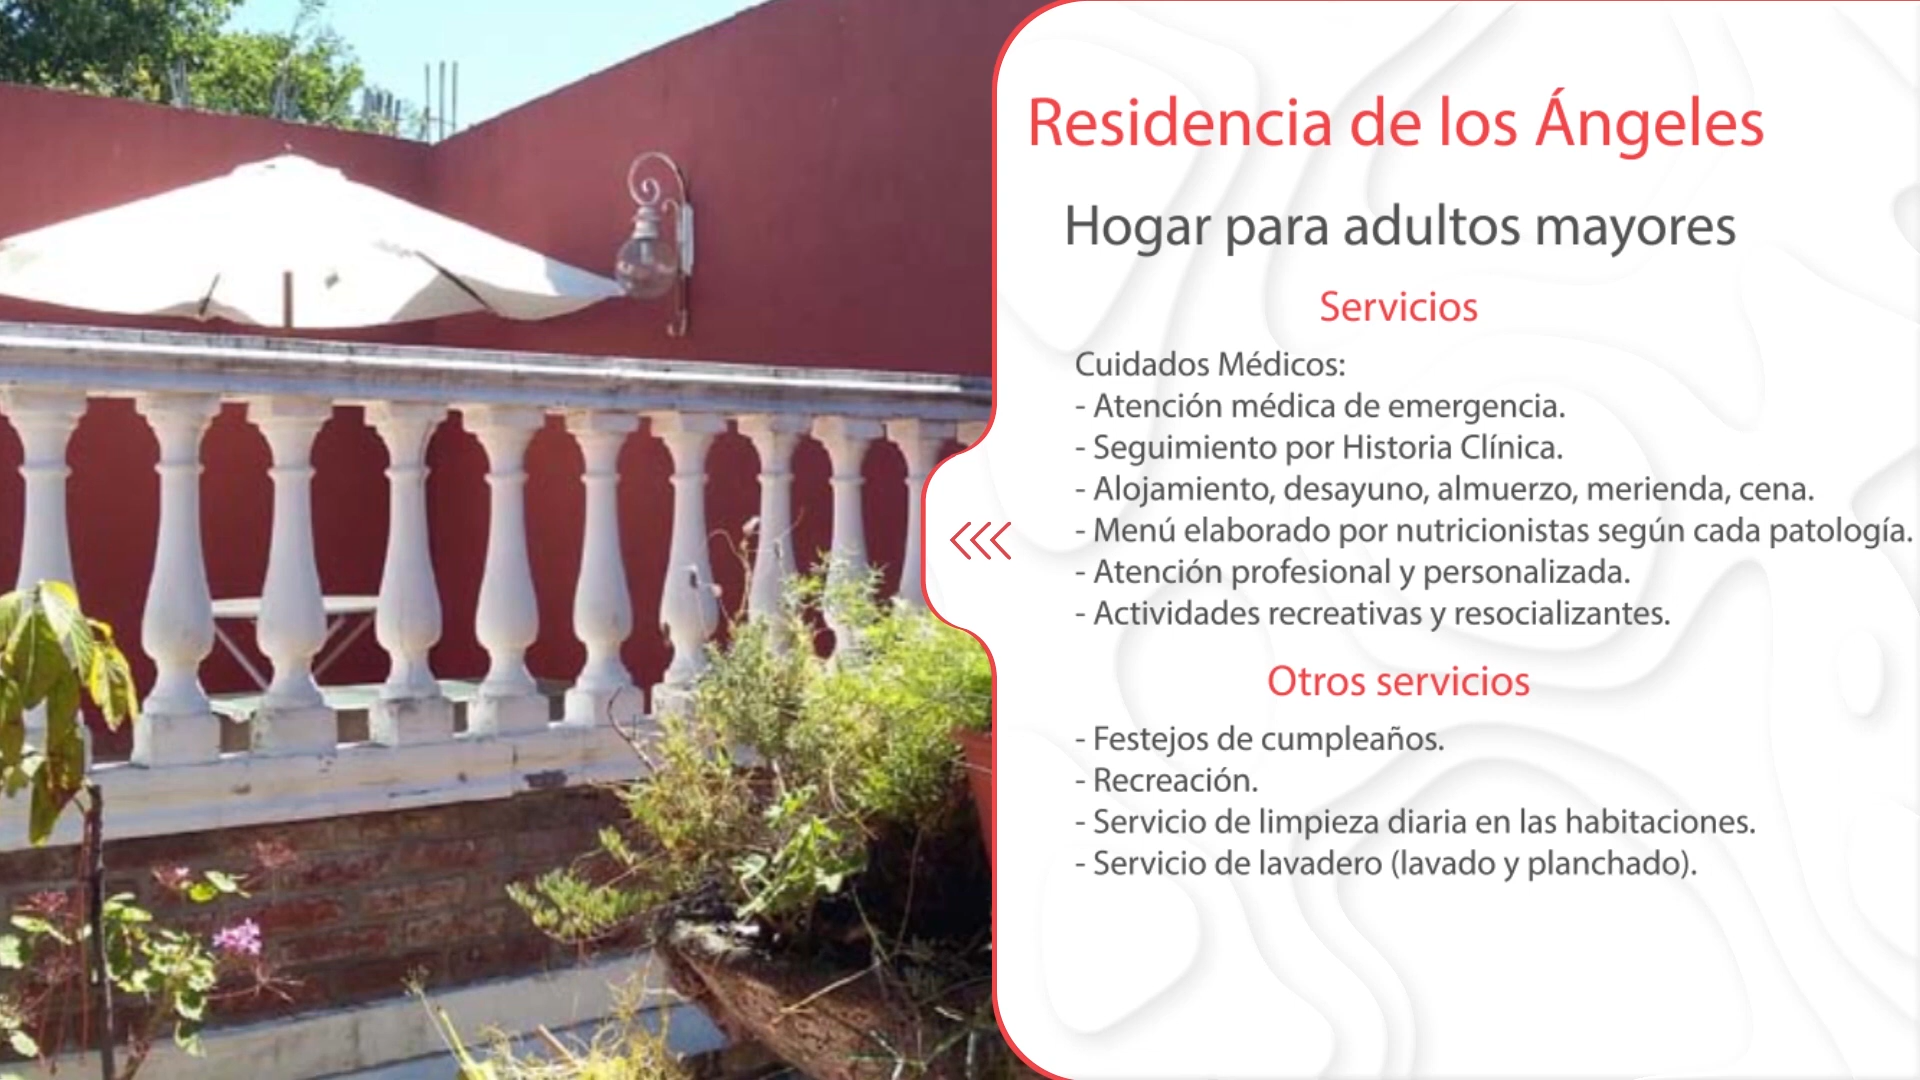 Residencia de los Ángeles
Hogar para adultos mayores
Servicios
Cuidados Médicos:
- Atención médica de emergencia.
- Seguimiento por Historia Clínica.
- Alojamiento, desayuno, almuerzo, merienda, cena.
- Menú elaborado por nutricionistas según cada patología.
- Atención profesional y personalizada.
- Actividades recreativas y resocializantes.
Otros servicios
- Festejos de cumpleaños.
- Recreación.
- Servicio de limpieza diaria en las habitaciones.
- Servicio de lavadero (lavado y planchado).